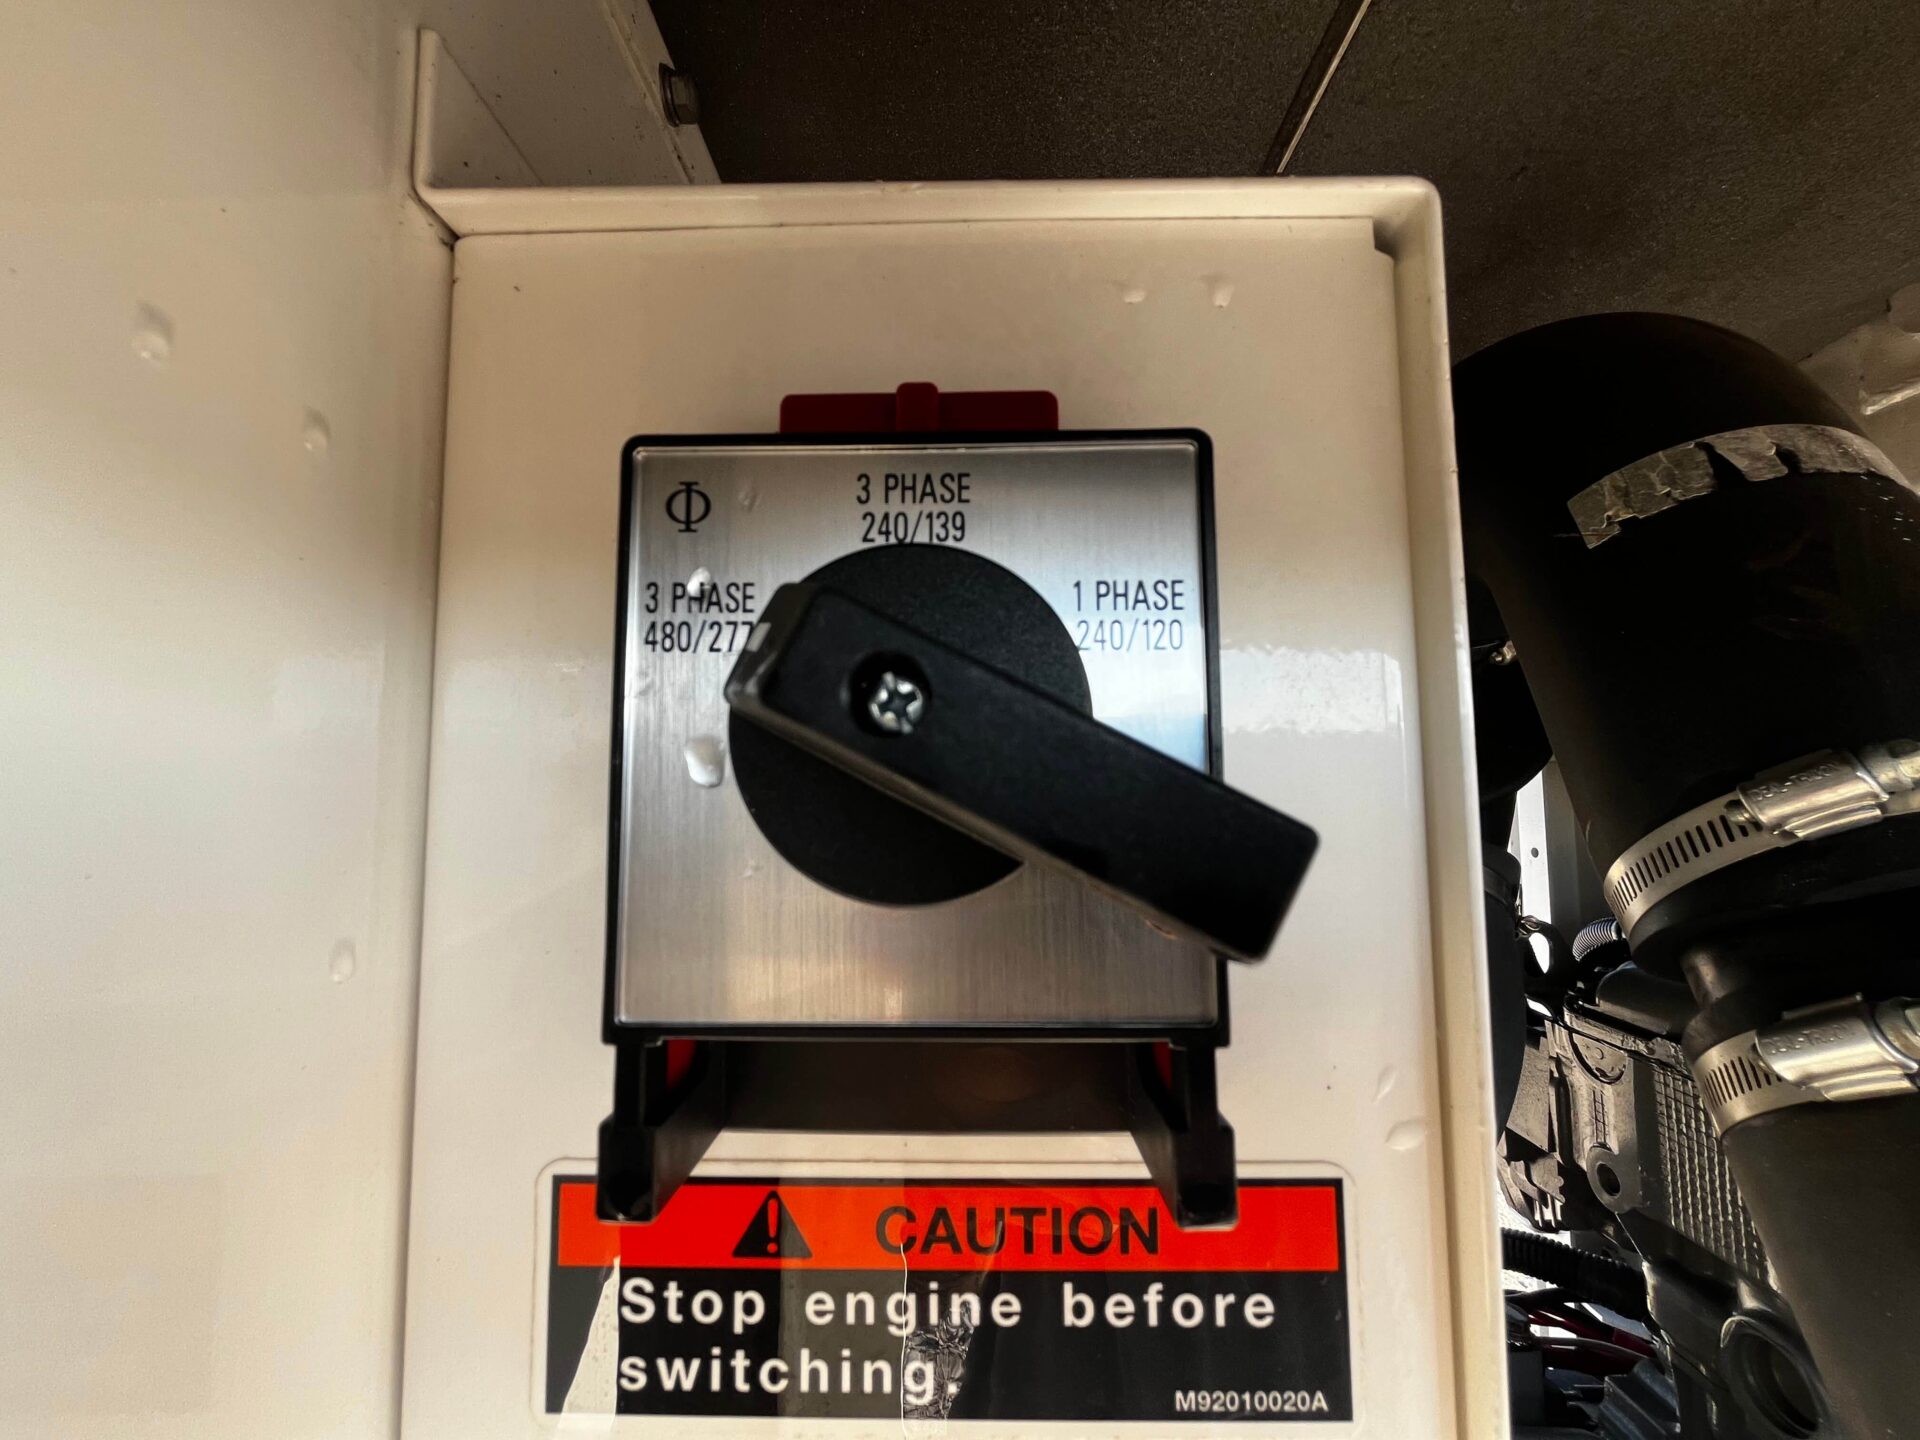 Φ
3 PHASE
240/139
3 PHASE
480/277
1 PHASE
240/120
CAUTION
Stop engine before
switching.
M92010020A